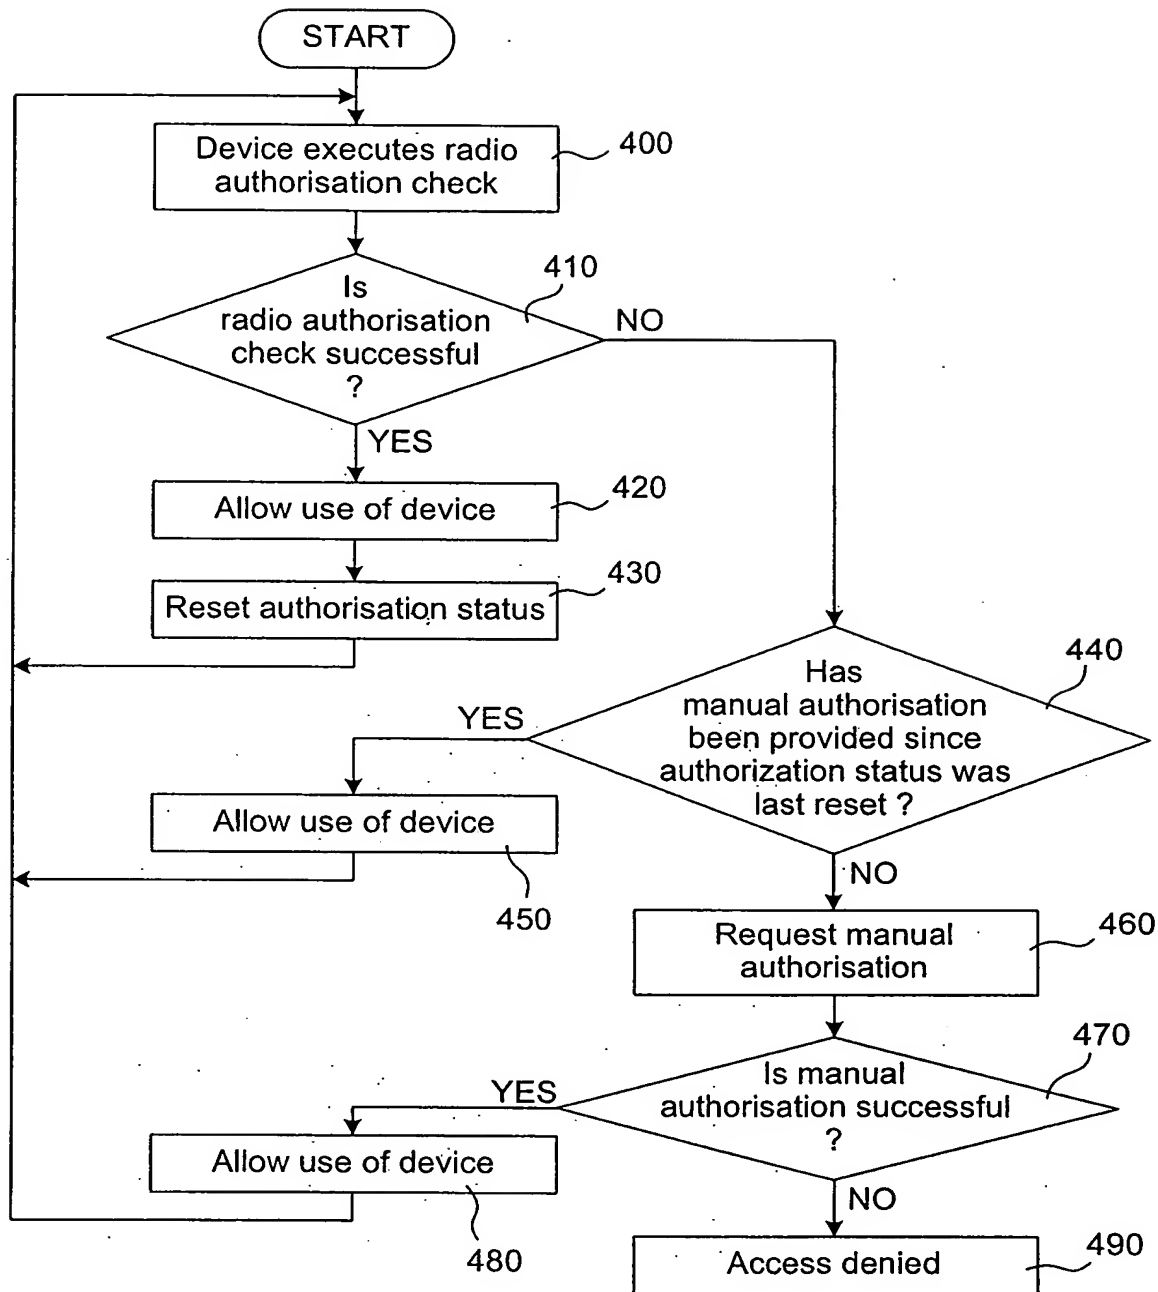 START
Device executes radio
authorisation check
400
Is
radio authorisation
check successful
?
410
NO
YES
Allow use of device
420
Reset authorisation status
430
Has
manual authorisation
been provided since
authorization status was
last reset ?
440
YES
Allow use of device
450
NO
Request manual
authorisation
460
Is manual
authorisation successful
?
470
YES
Allow use of device
480
NO
Access denied
490